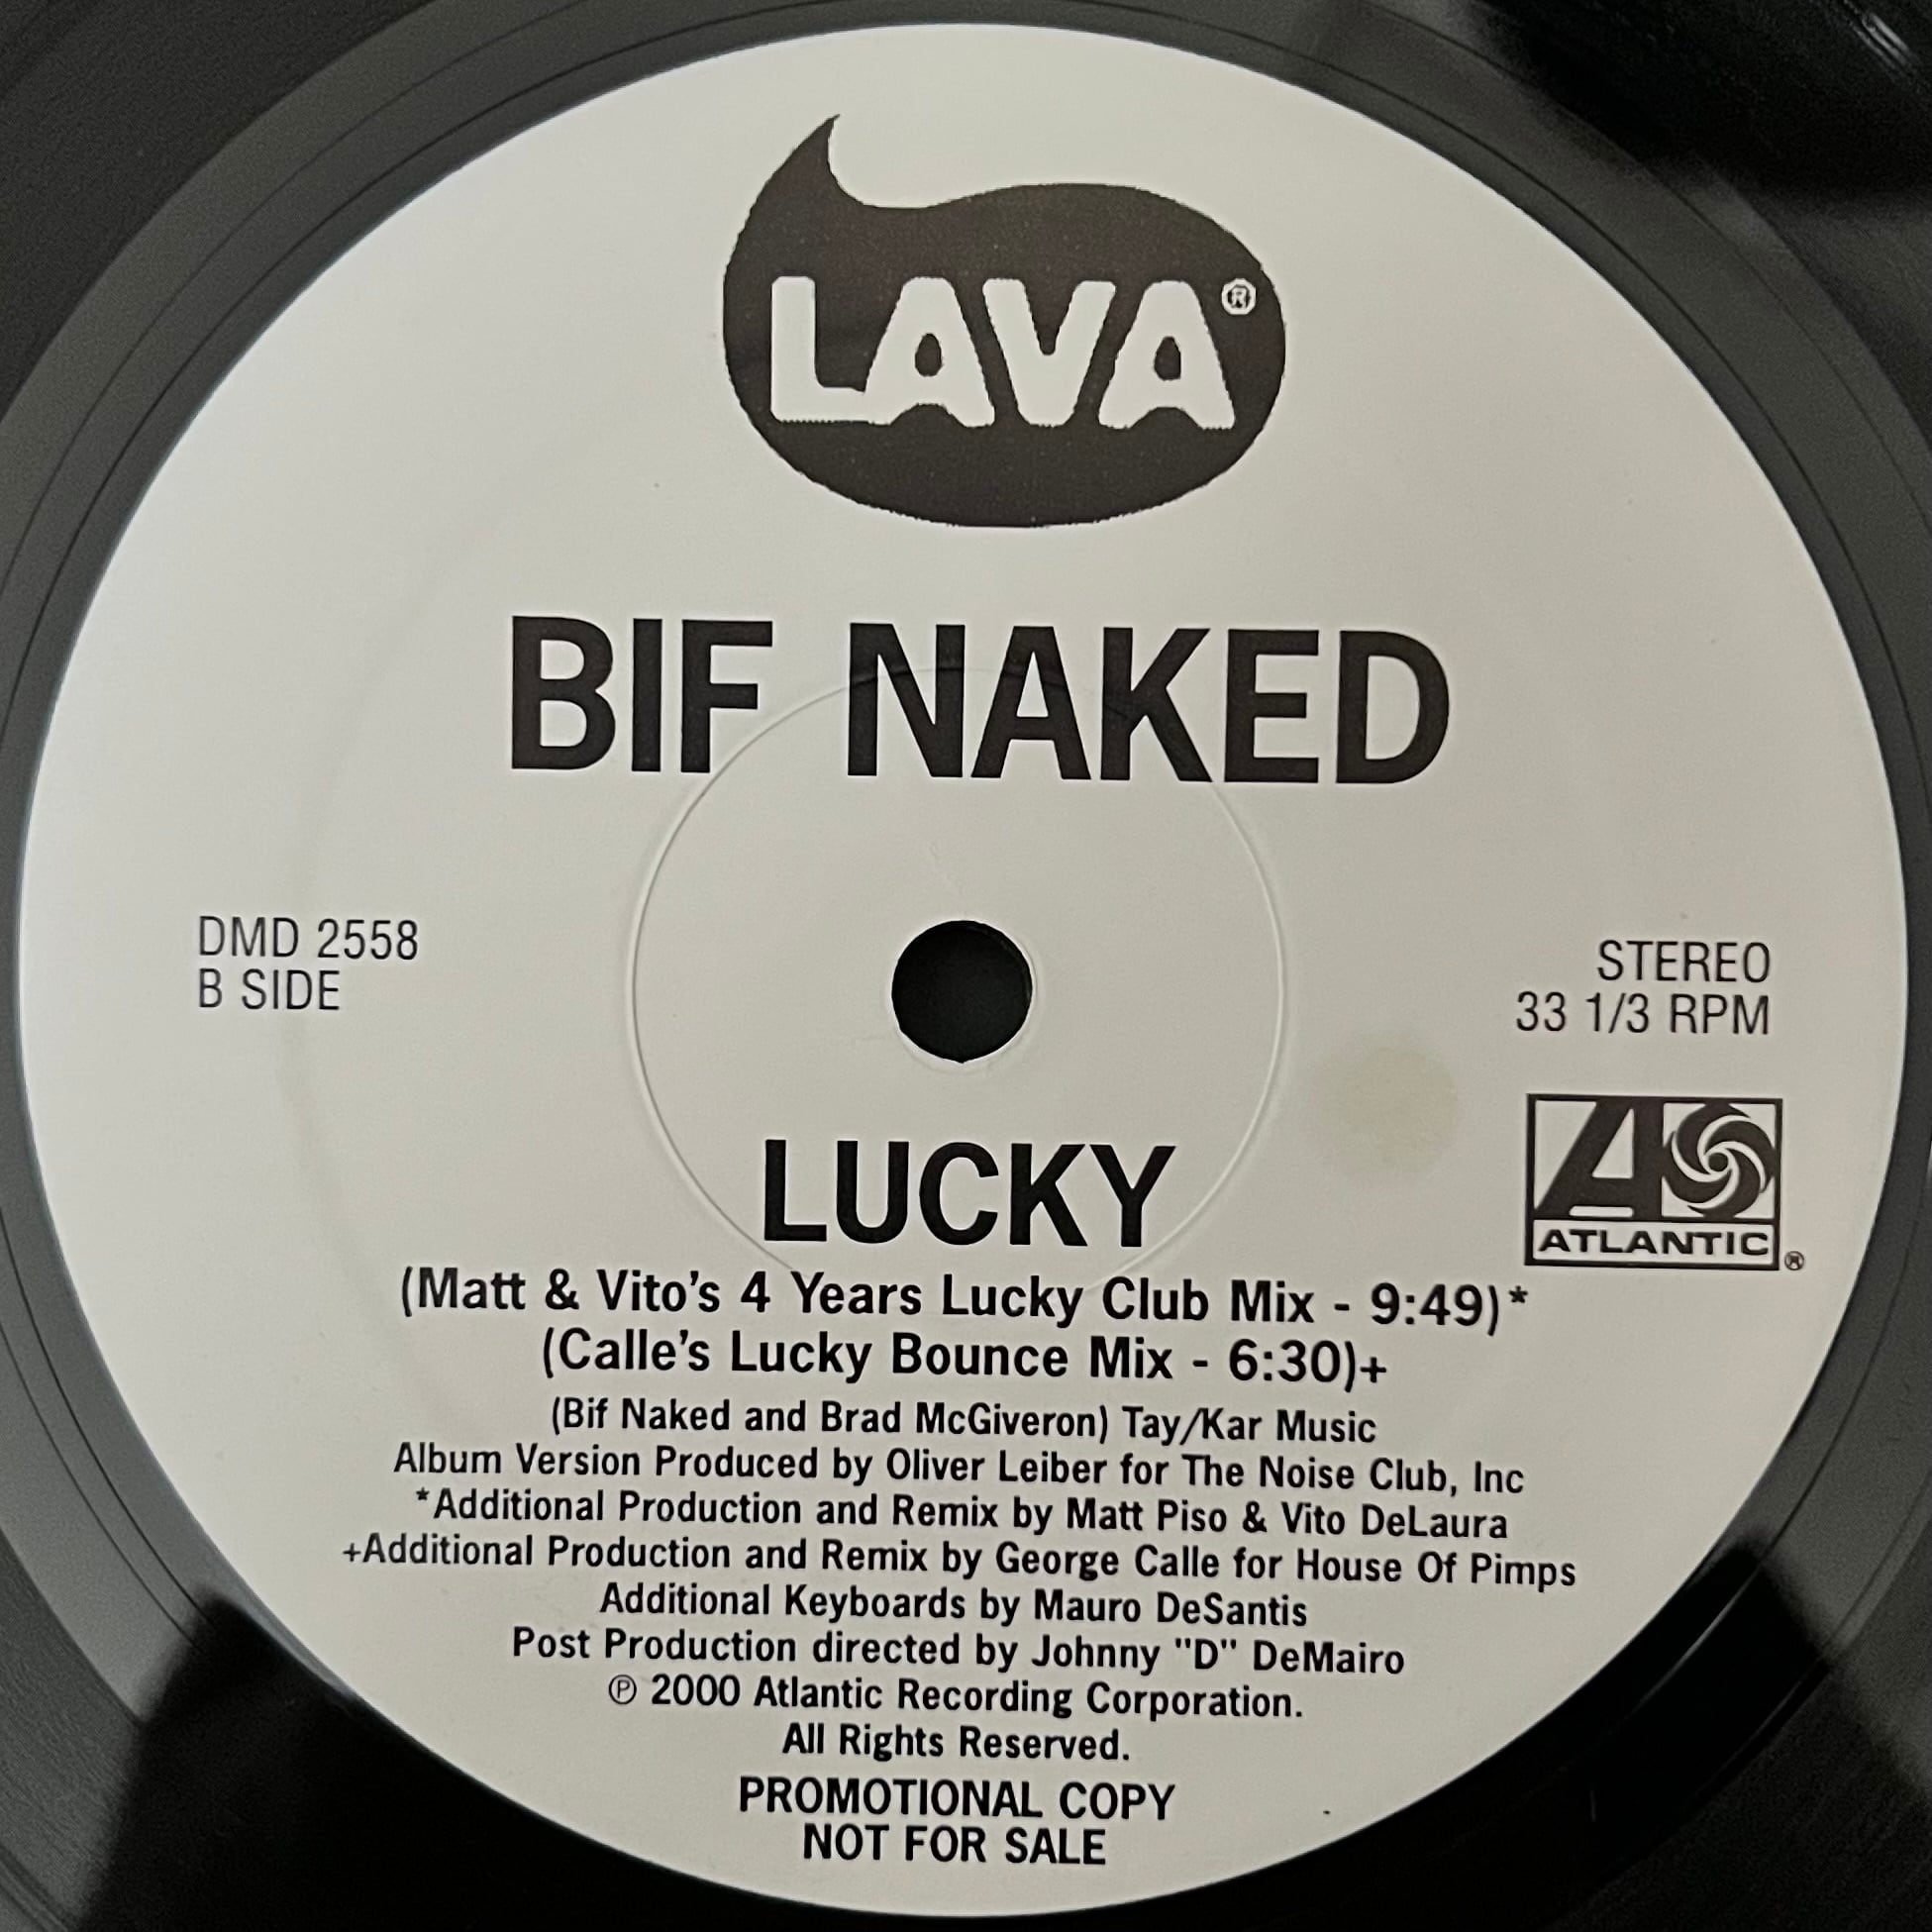 LAVA®
BIF NAKED
DMD 2558
B SIDE
STEREO
33 1/3 RPM
ATLANTIC®
LUCKY
(Matt & Vito's 4 Years Lucky Club Mix - 9:49)*
(Calle's Lucky Bounce Mix - 6:30)+
(Bif Naked and Brad McGiveron) Tay/Kar Music
Album Version Produced by Oliver Leiber for The Noise Club, Inc
*Additional Production and Remix by Matt Piso & Vito DeLaura
+Additional Production and Remix by George Calle for House Of Pimps
Additional Keyboards by Mauro DeSantis
Post Production directed by Johnny "D" DeMairo
℗ 2000 Atlantic Recording Corporation.
All Rights Reserved.
PROMOTIONAL COPY
NOT FOR SALE